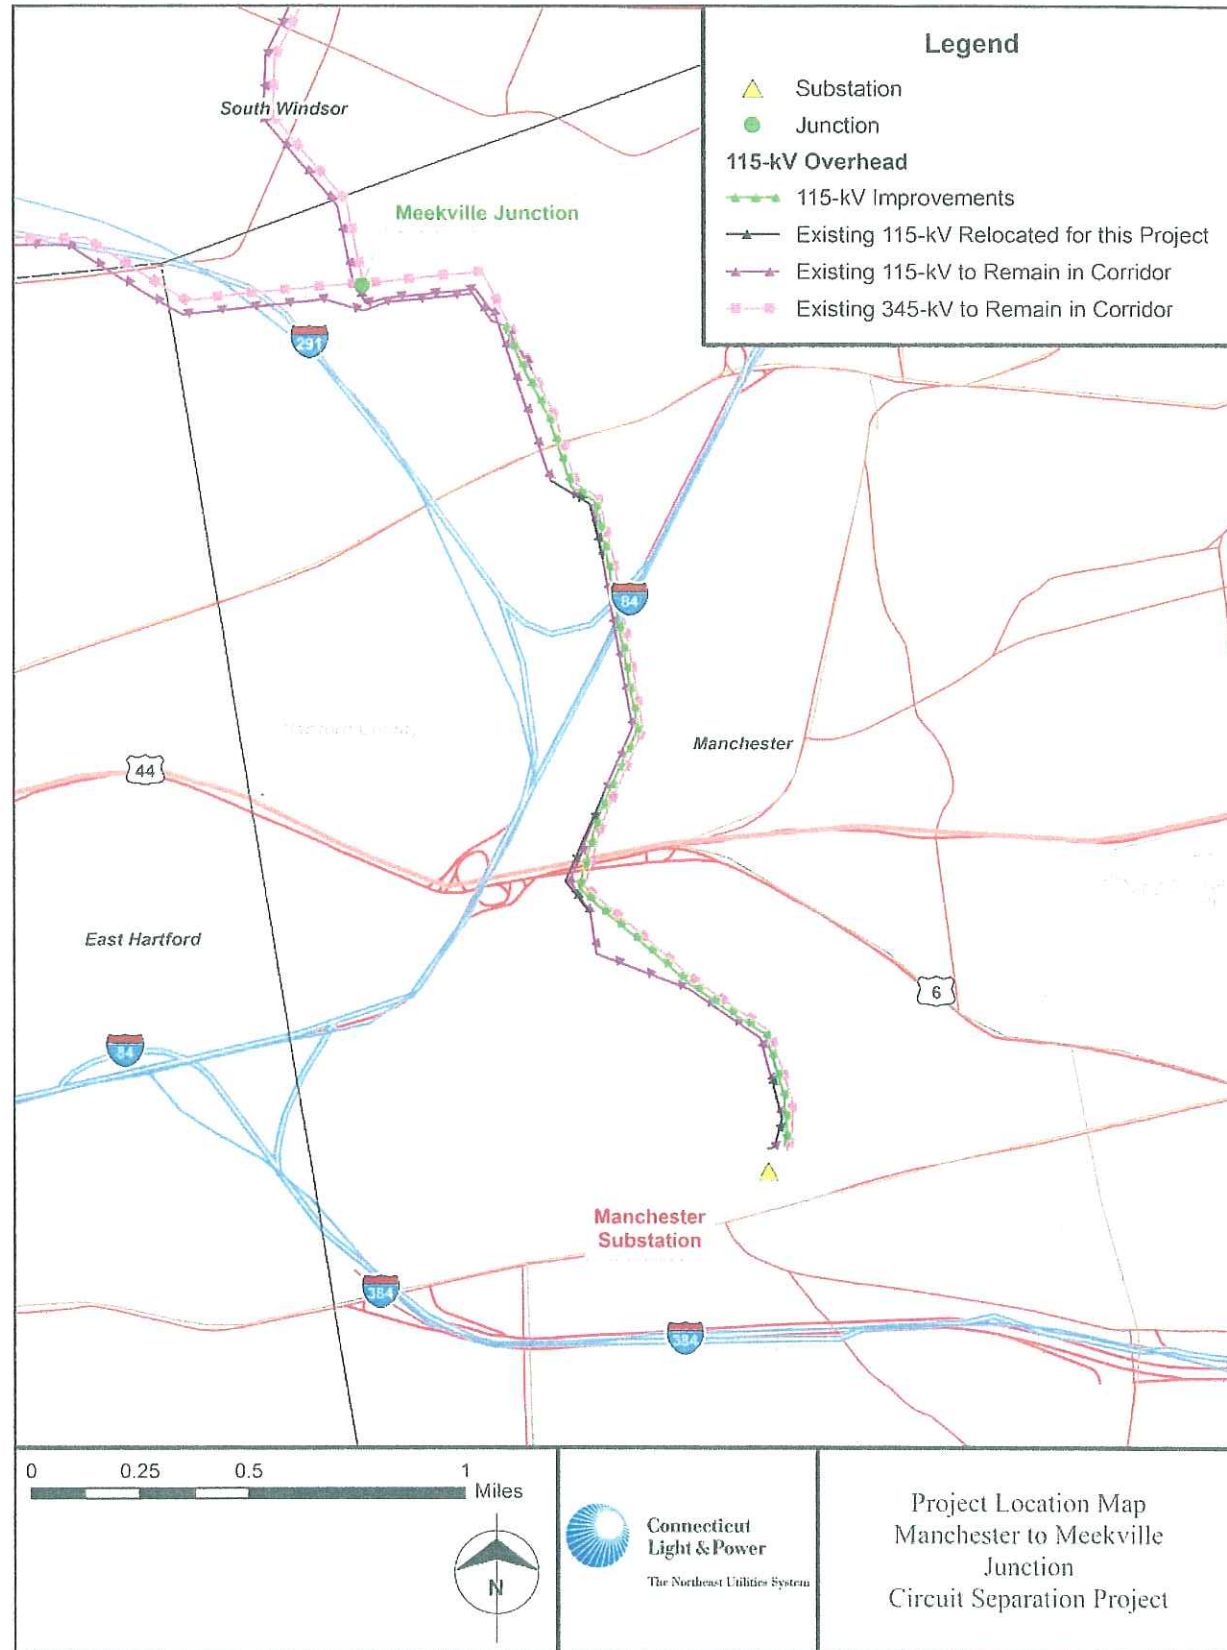 Legend
Substation
Junction
115-kV Overhead
115-kV Improvements
Existing 115-kV Relocated for this Project
Existing 115-kV to Remain in Corridor
Existing 345-kV to Remain in Corridor
South Windsor
Meekville Junction
291
84
Manchester
44
East Hartford
6
84
Manchester
Substation
384
384
0 0.25 0.5 1
Miles
N
Connecticut
Light & Power
The Northeast Utilities System
Project Location Map
Manchester to Meekville
Junction
Circuit Separation Project